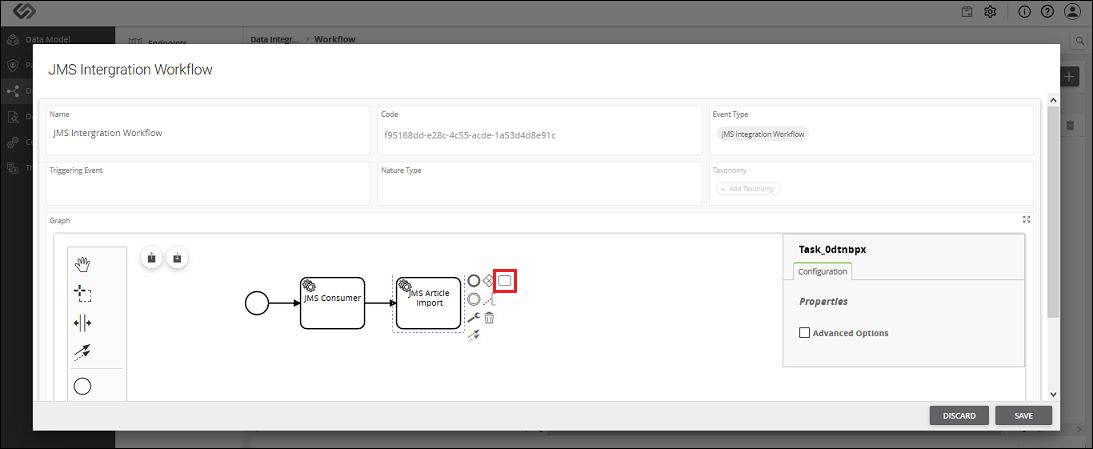 Data Model
Endpoints
Data Integr... > Workflow
JMS Intergration Workflow
Name
JMS Intergration Workflow
Code
f95168dd-e28c-4c55-acde-1a53d4d8e91c
Event Type
JMS integration Workflow
Triggering Event
Nature Type
Taxonomy
+ Add Taxonomy
Graph
JMS Consumer
JMS Article
Import
Task_0dtnbpx
Configuration
Properties
Advanced Options
DISCARD
SAVE